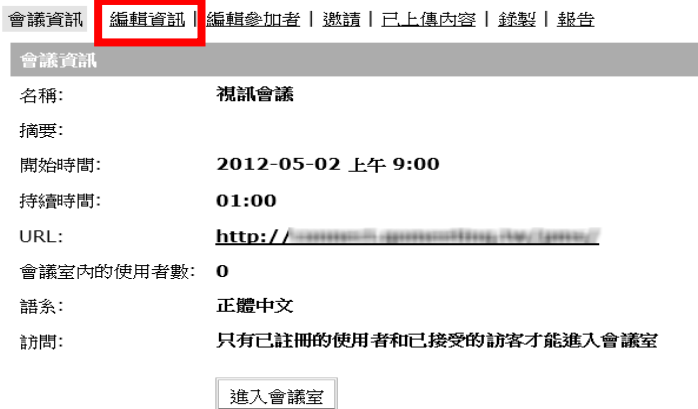 會議資訊 編輯資訊 | 編輯參加者 | 邀請 | 已上傳內容 | 錄製 | 報告
會議資訊
名稱: 視訊會議
摘要:
開始時間: 2012-05-02 上午 9:00
持續時間: 01:00
URL: http://
會議室內的使用者數: 0
語系: 正體中文
訪問: 只有已註冊的使用者和已接受的訪客才能進入會議室
進入會議室